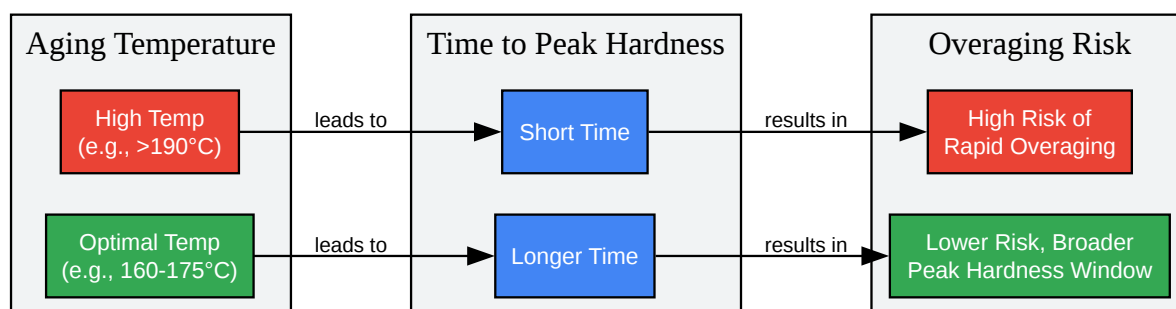 Aging Temperature
Time to Peak Hardness
Overaging Risk
High Temp
(e.g., >190°C)
leads to
Short Time
results in
High Risk of
Rapid Overaging
Optimal Temp
(e.g., 160-175°C)
leads to
Longer Time
results in
Lower Risk, Broader
Peak Hardness Window